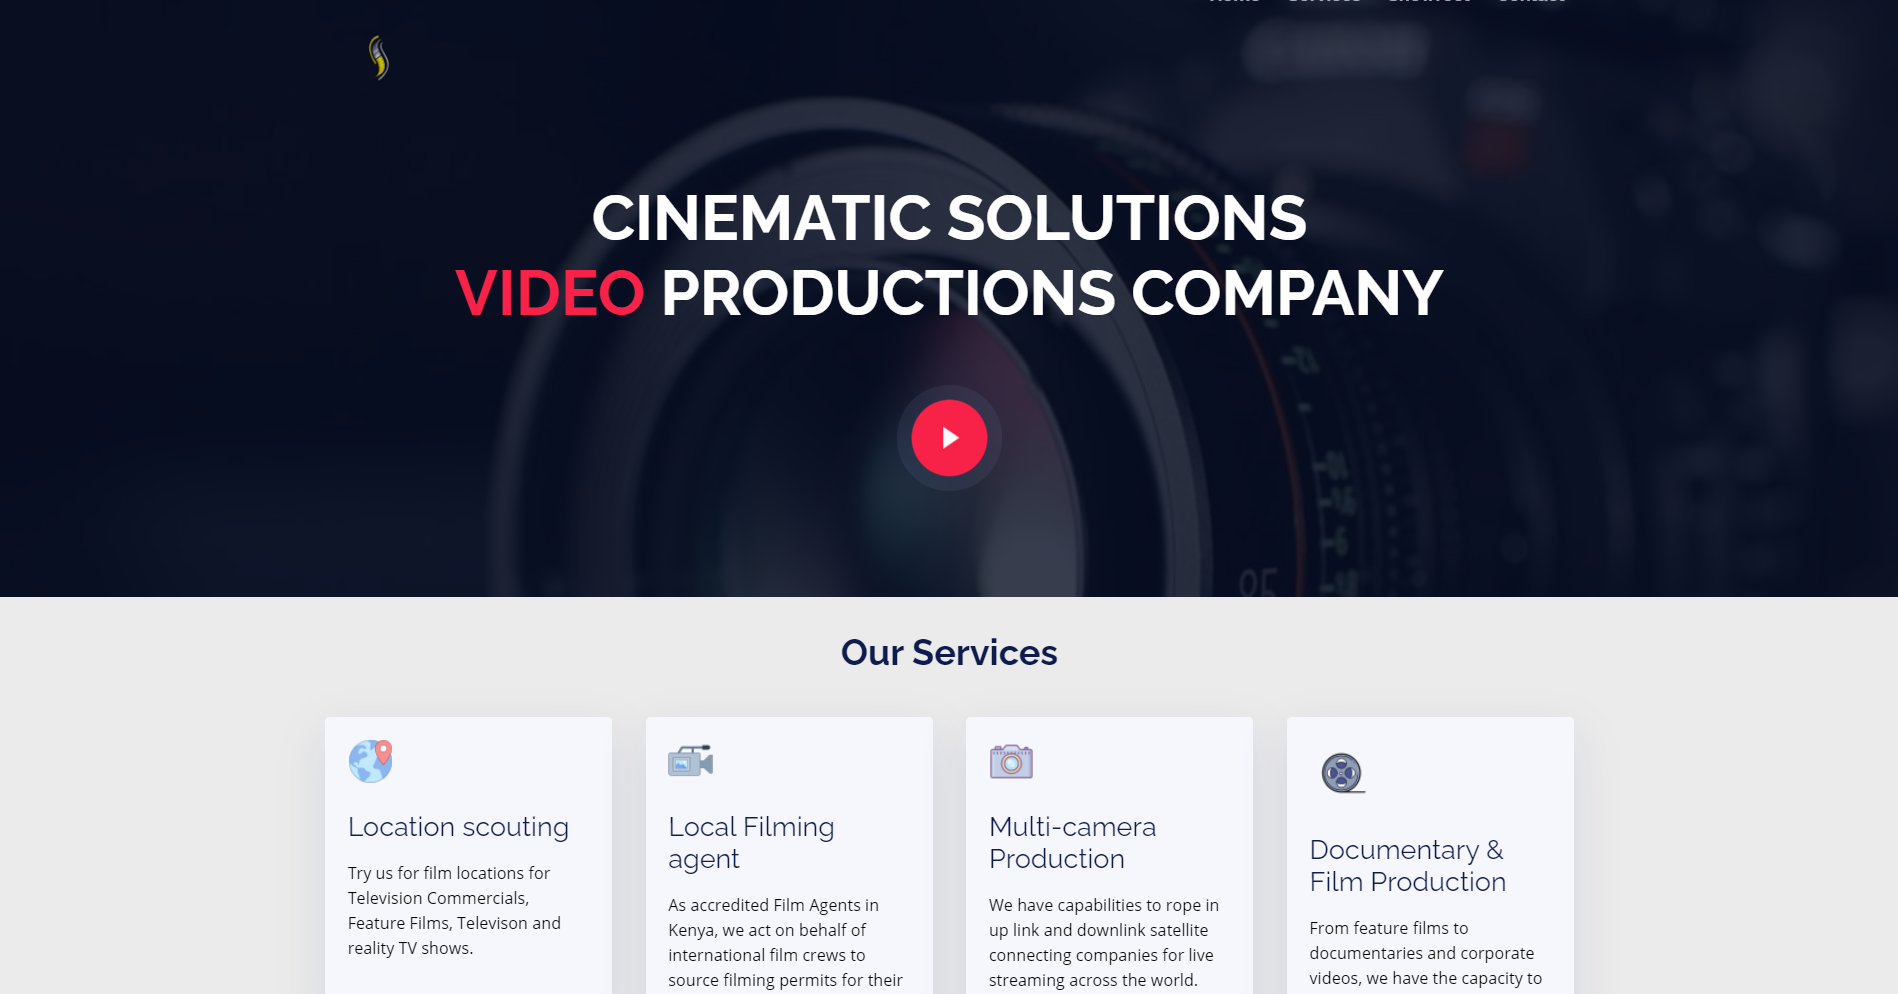 Home Services Showreel Contact
CINEMATIC SOLUTIONS
VIDEO PRODUCTIONS COMPANY
Our Services
Location scouting
Try us for film locations for
Television Commercials,
Feature Films, Televison and
reality TV shows.
Local Filming
agent
As accredited Film Agents in
Kenya, we act on behalf of
international film crews to
source filming permits for their
Multi-camera
Production
We have capabilities to rope in
up link and downlink satellite
connecting companies for live
streaming across the world.
Documentary &
Film Production
From feature films to
documentaries and corporate
videos, we have the capacity to